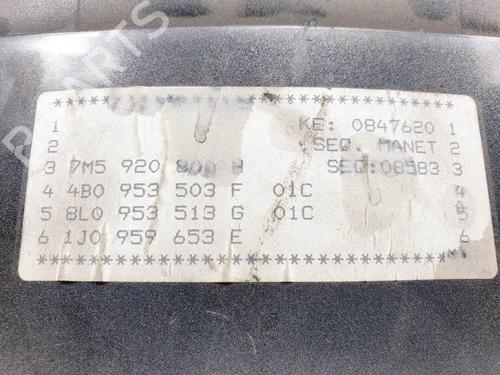 ********************************
1 KE: 0847620 1
2 SEQ. MANET 2
3 7M5 920 800 H SEQ:08583 3
4 4B0 953 503 F 01C 4
5 8L0 953 513 G 01C 5
6 1J0 959 653 E 6
********************************